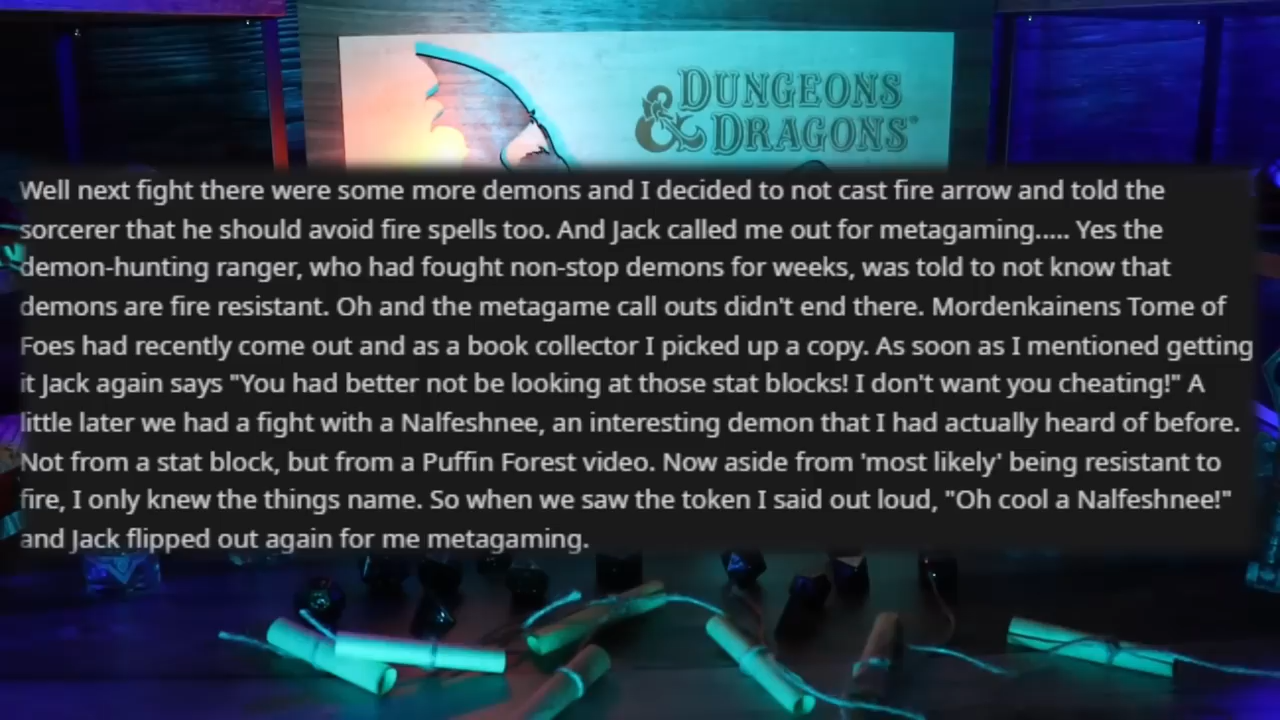 DUNGEONS
& DRAGONS®
Well next fight there were some more demons and I decided to not cast fire arrow and told the
sorcerer that he should avoid fire spells too. And Jack called me out for metagaming..... Yes the
demon-hunting ranger, who had fought non-stop demons for weeks, was told to not know that
demons are fire resistant. Oh and the metagame call outs didn't end there. Mordenkainens Tome of
Foes had recently come out and as a book collector I picked up a copy. As soon as I mentioned getting
it Jack again says "You had better not be looking at those stat blocks! I don't want you cheating!" A
little later we had a fight with a Nalfeshnee, an interesting demon that I had actually heard of before.
Not from a stat block, but from a Puffin Forest video. Now aside from 'most likely' being resistant to
fire, I only knew the things name. So when we saw the token I said out loud, "Oh cool a Nalfeshnee!"
and Jack flipped out again for me metagaming.